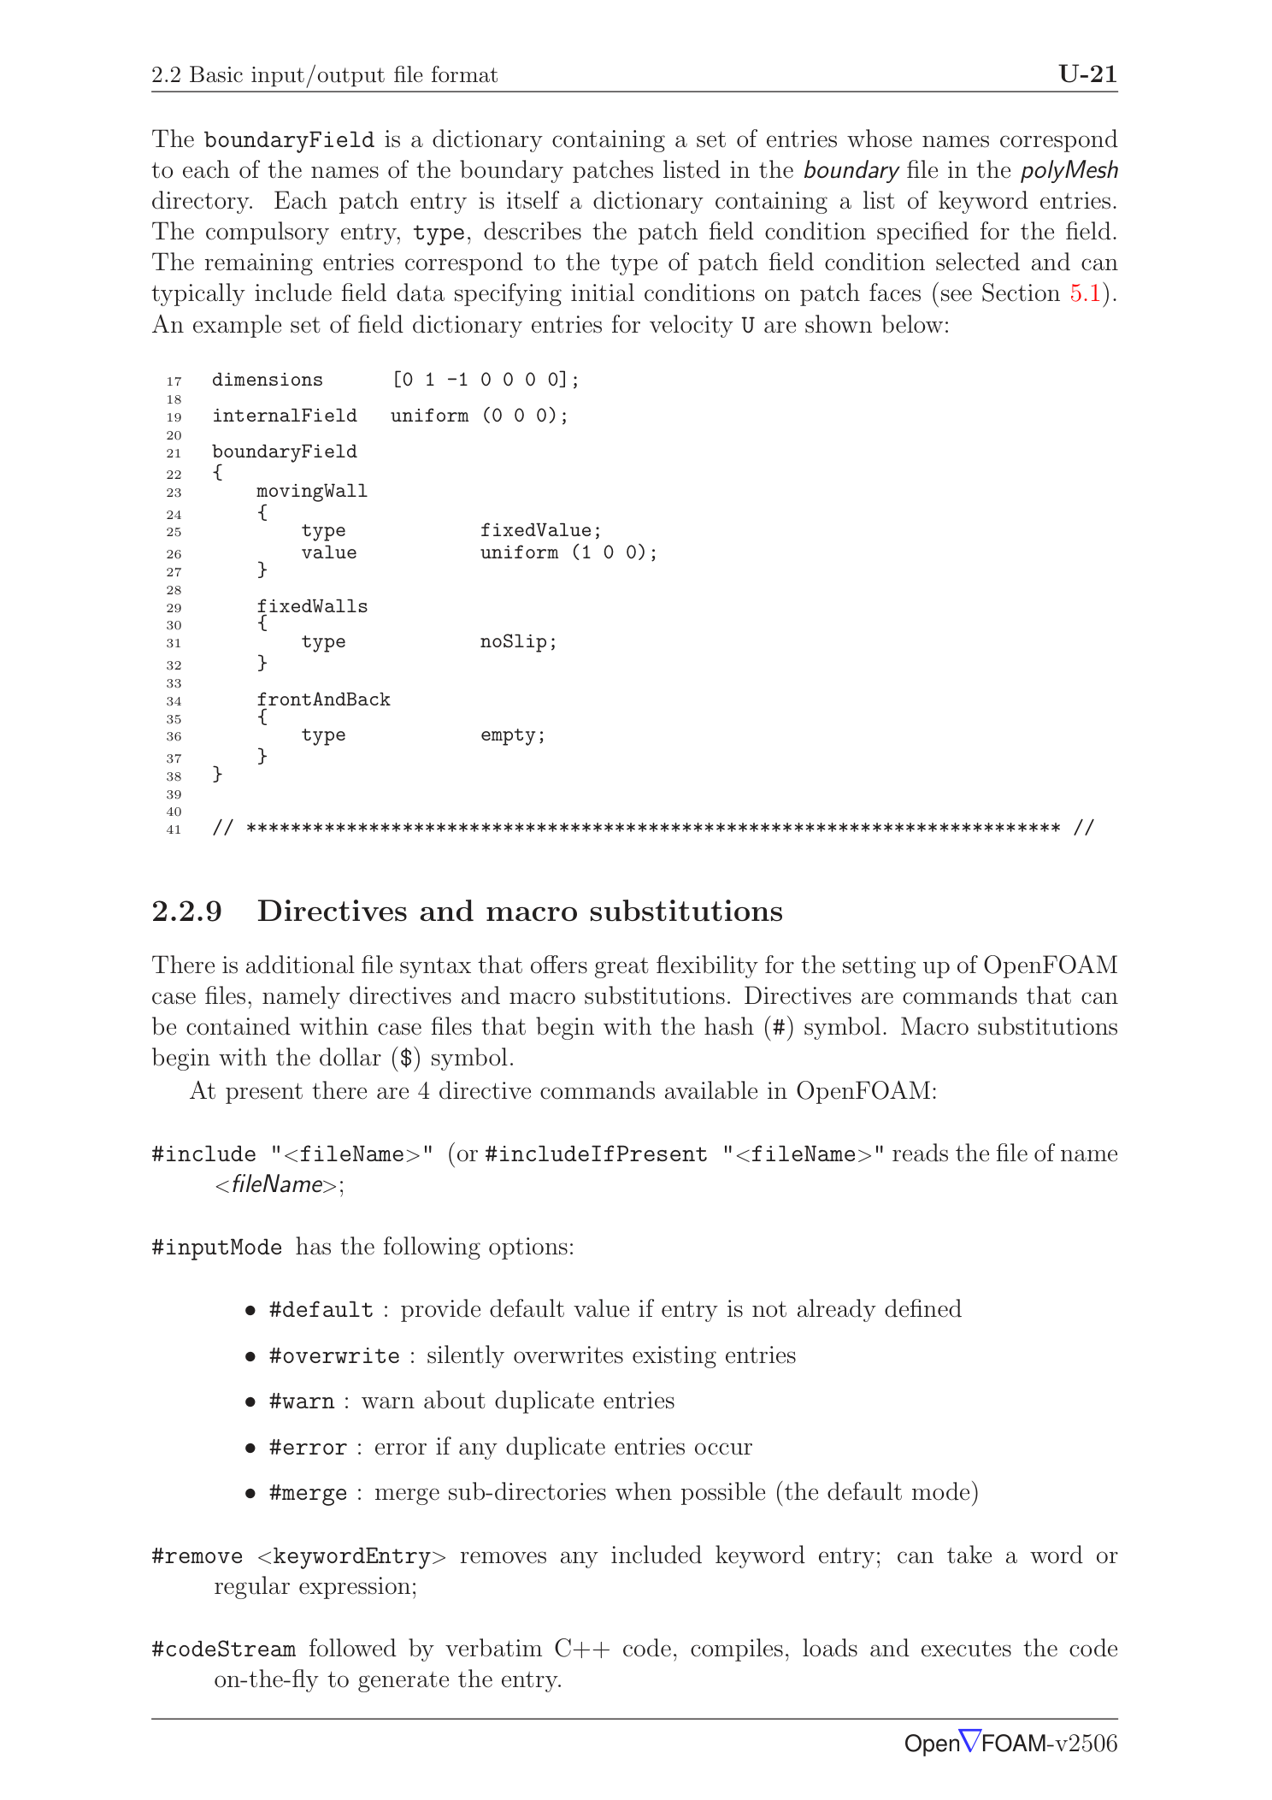 2.2 Basic input/output file format U-21
The boundaryField is a dictionary containing a set of entries whose names correspond
to each of the names of the boundary patches listed in the boundary file in the polyMesh
directory. Each patch entry is itself a dictionary containing a list of keyword entries.
The compulsory entry, type, describes the patch field condition specified for the field.
The remaining entries correspond to the type of patch field condition selected and can
typically include field data specifying initial conditions on patch faces (see Section 5.1).
An example set of field dictionary entries for velocity U are shown below:
17 dimensions [0 1 -1 0 0 0 0];
18
19 internalField uniform (0 0 0);
20
21 boundaryField
22 {
23 movingWall
24 {
25 type fixedValue;
26 value uniform (1 0 0);
27 }
28
29 fixedWalls
30 {
31 type noSlip;
32 }
33
34 frontAndBack
35 {
36 type empty;
37 }
38 }
39
40
41 // ************************************************************************* //
2.2.9 Directives and macro substitutions
There is additional file syntax that offers great flexibility for the setting up of OpenFOAM
case files, namely directives and macro substitutions. Directives are commands that can
be contained within case files that begin with the hash (#) symbol. Macro substitutions
begin with the dollar ($) symbol.
At present there are 4 directive commands available in OpenFOAM:
#include "<fileName>" (or #includeIfPresent "<fileName>" reads the file of name
<fileName>;
#inputMode has the following options:
• #default : provide default value if entry is not already defined
• #overwrite : silently overwrites existing entries
• #warn : warn about duplicate entries
• #error : error if any duplicate entries occur
• #merge : merge sub-directories when possible (the default mode)
#remove <keywordEntry> removes any included keyword entry; can take a word or
regular expression;
#codeStream followed by verbatim C++ code, compiles, loads and executes the code
on-the-fly to generate the entry.
Open∇FOAM-v2506